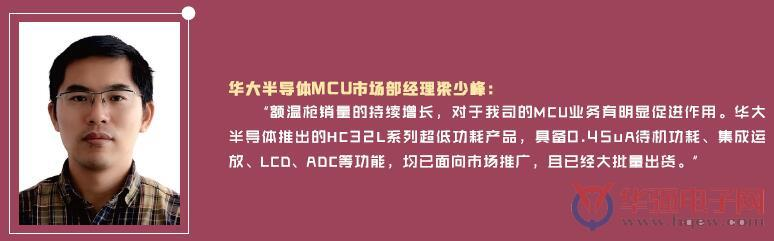 华大半导体MCU市场部经理梁少峰：
“额温枪销量的持续增长，对于我司的MCU业务有明显促进作用。华大
半导体推出的HC32L系列超低功耗产品，具备0.45uA待机功耗、集成运
放、LCD、ADC等功能，均已面向市场推广，且已经大批量出货。”
华强电子网
www.hqew.com